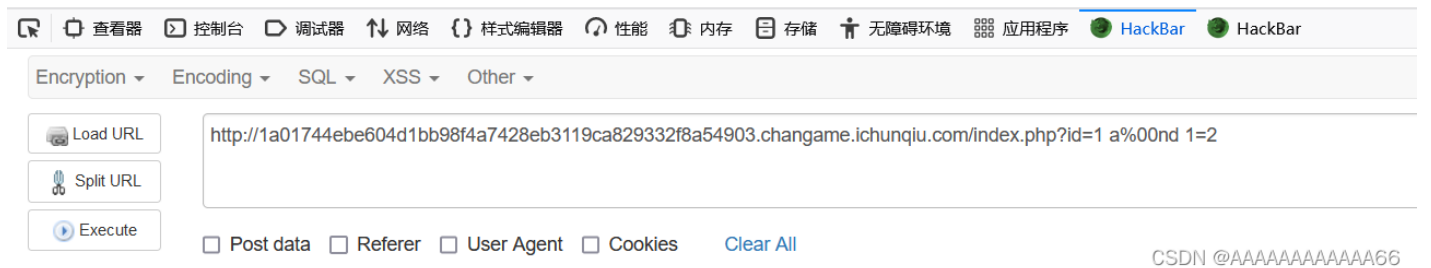 查看器 控制台 调试器 网络 {} 样式编辑器 性能 内存 存储 无障碍环境 应用程序 HackBar HackBar
Encryption Encoding SQL XSS Other
Load URL
http://1a01744ebe604d1bb98f4a7428eb3119ca829332f8a54903.changame.ichunqiu.com/index.php?id=1 a%00nd 1=2
Split URL
Execute
Post data Referer User Agent Cookies Clear All
CSDN @AAAAAAAAAAAA66